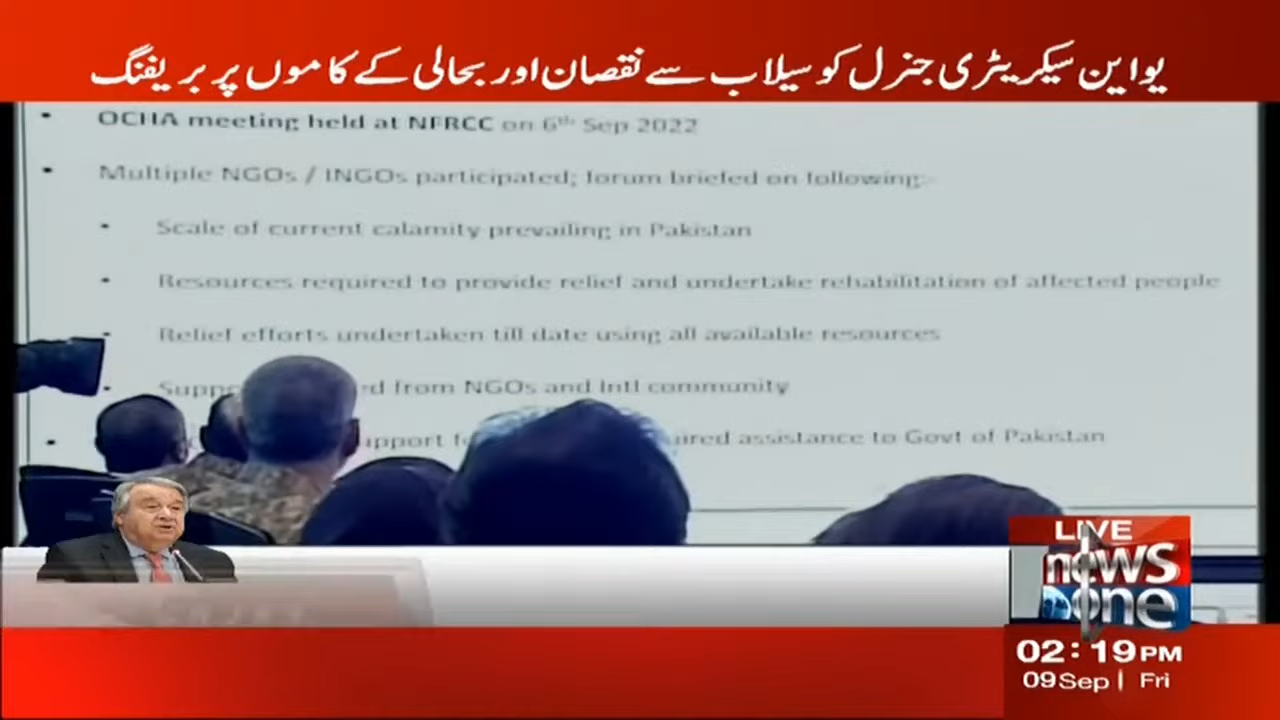 یو این سیکریٹری جنرل کو سیلاب سے نقصان اور بحالی کے کاموں پر بریفنگ
• OCHA meeting held at NFRCC on 6th Sep 2022
• Multiple NGOs / INGOs participated; forum briefed on following:-
• Scale of current calamity prevailing in Pakistan
• Resources required to provide relief and undertake rehabilitation of affected people
• Relief efforts undertaken till date using all available resources
• from NGOs and Intl community
• assistance to Govt of Pakistan
LIVE
news
one
02:19PM
09Sep | Fri